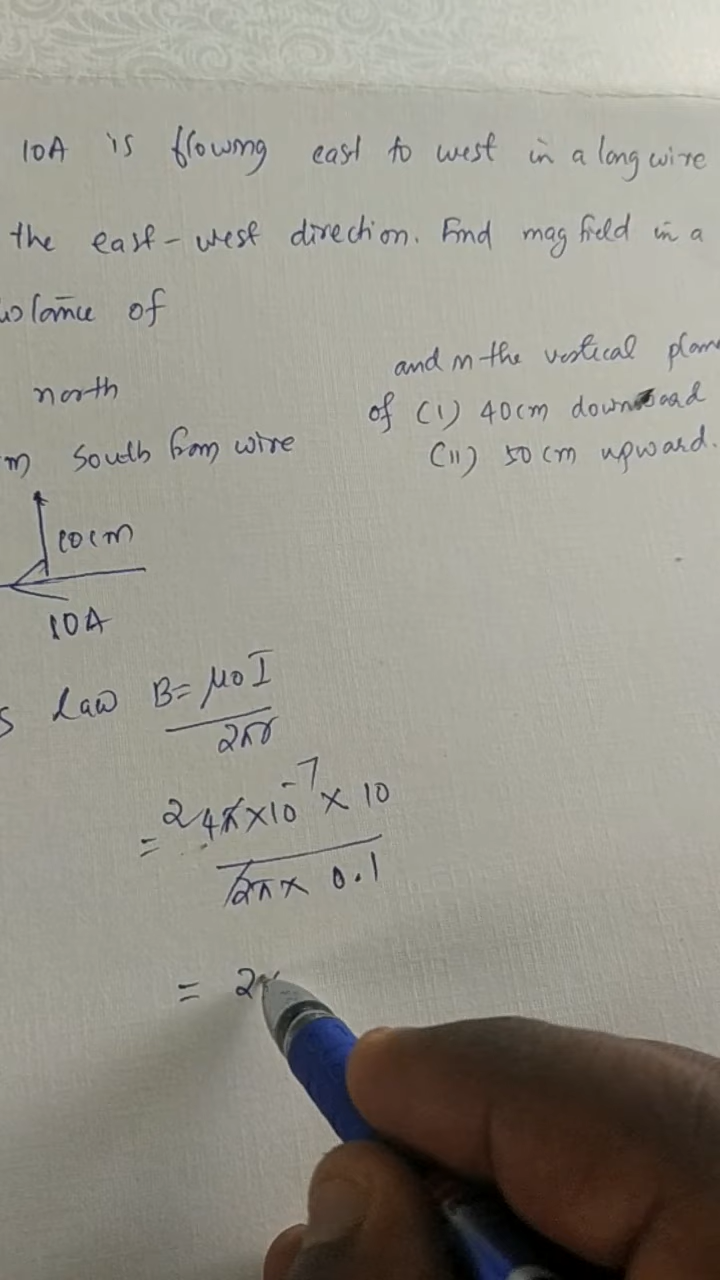 10A is flowing east to west in a long wire
the east-west direction. Find mag field in a
of
north
and in the vertical
of (i) 40cm downward
(ii) 50cm upward.
South from wire
10cm
10A
Law B= μ0 I
2πr
= 2 4π×10^-7 × 10
2π× 0.1
= 2